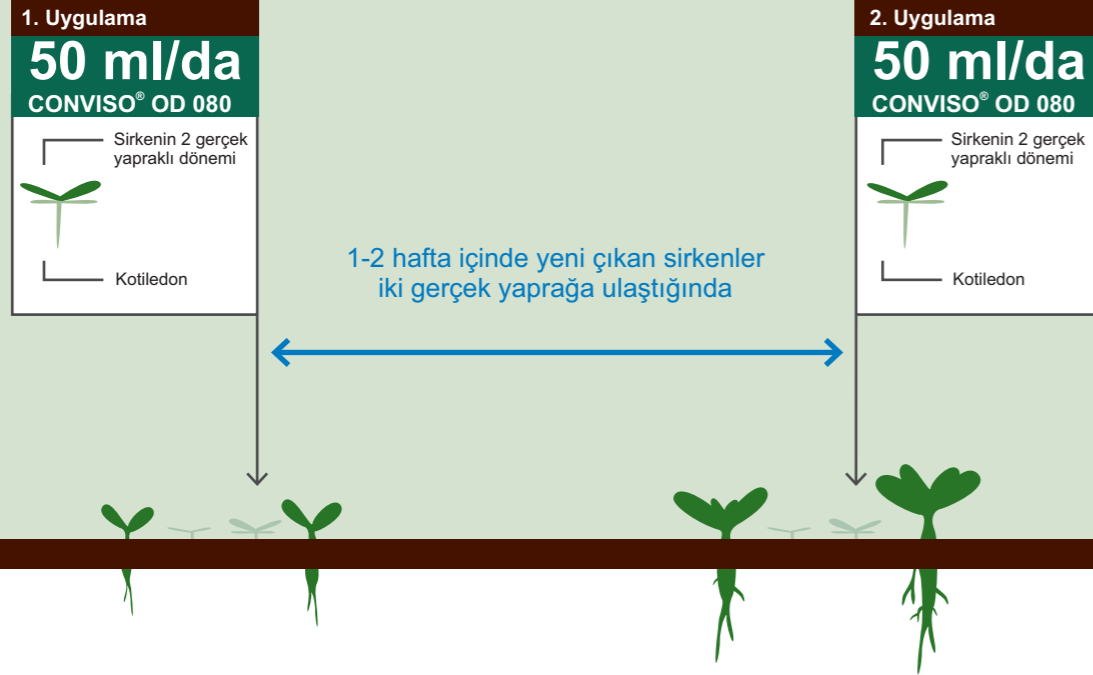 1. Uygulama
50 ml/da
CONVISO® OD 080
Sirkenin 2 gerçek
yapraklı dönemi
Kotiledon
1-2 hafta içinde yeni çıkan sirkenler
iki gerçek yaprağa ulaştığında
2. Uygulama
50 ml/da
CONVISO® OD 080
Sirkenin 2 gerçek
yapraklı dönemi
Kotiledon